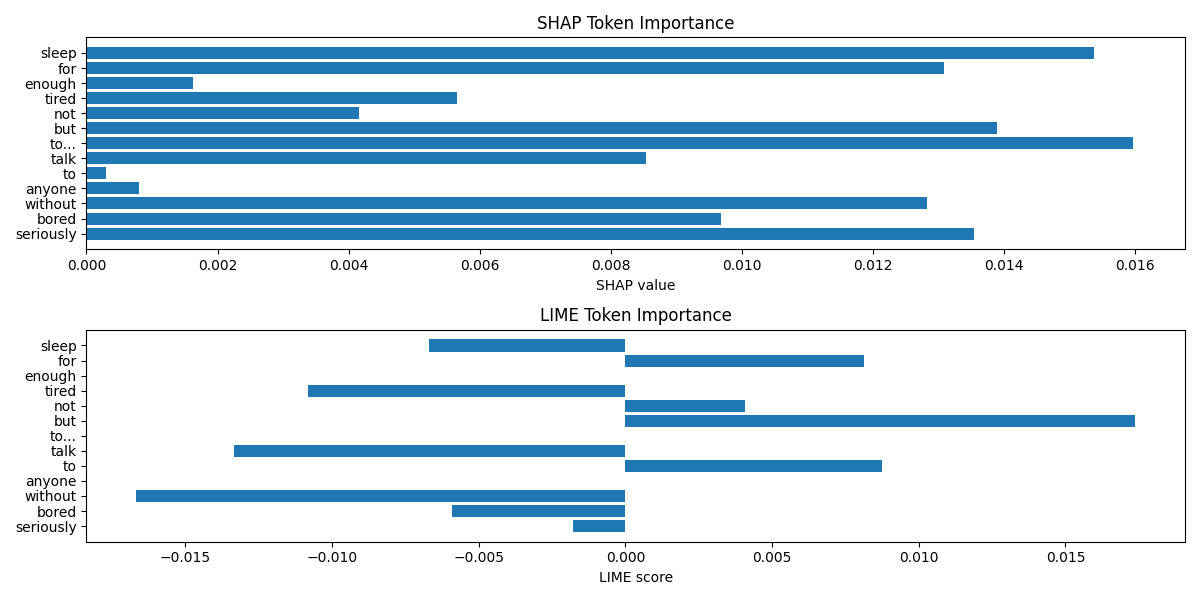 SHAP Token Importance
sleep
for
enough
tired
not
but
to...
talk
to
anyone
without
bored
seriously
0.000 0.002 0.004 0.006 0.008 0.010 0.012 0.014 0.016
SHAP value
LIME Token Importance
sleep
for
enough
tired
not
but
to...
talk
to
anyone
without
bored
seriously
−0.015 −0.010 −0.005 0.000 0.005 0.010 0.015
LIME score